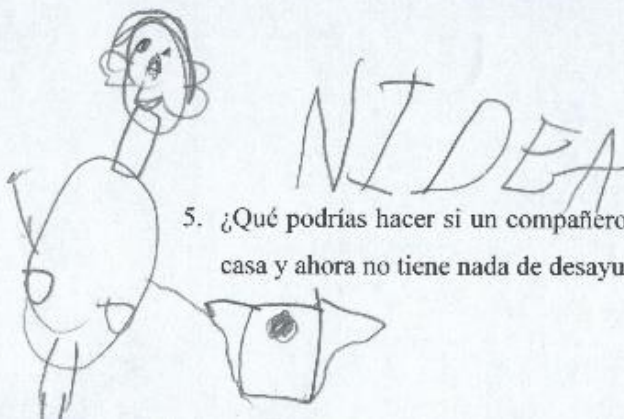 NI IDEA
5. ¿Qué podrías hacer si un compañero
casa y ahora no tiene nada de desayu